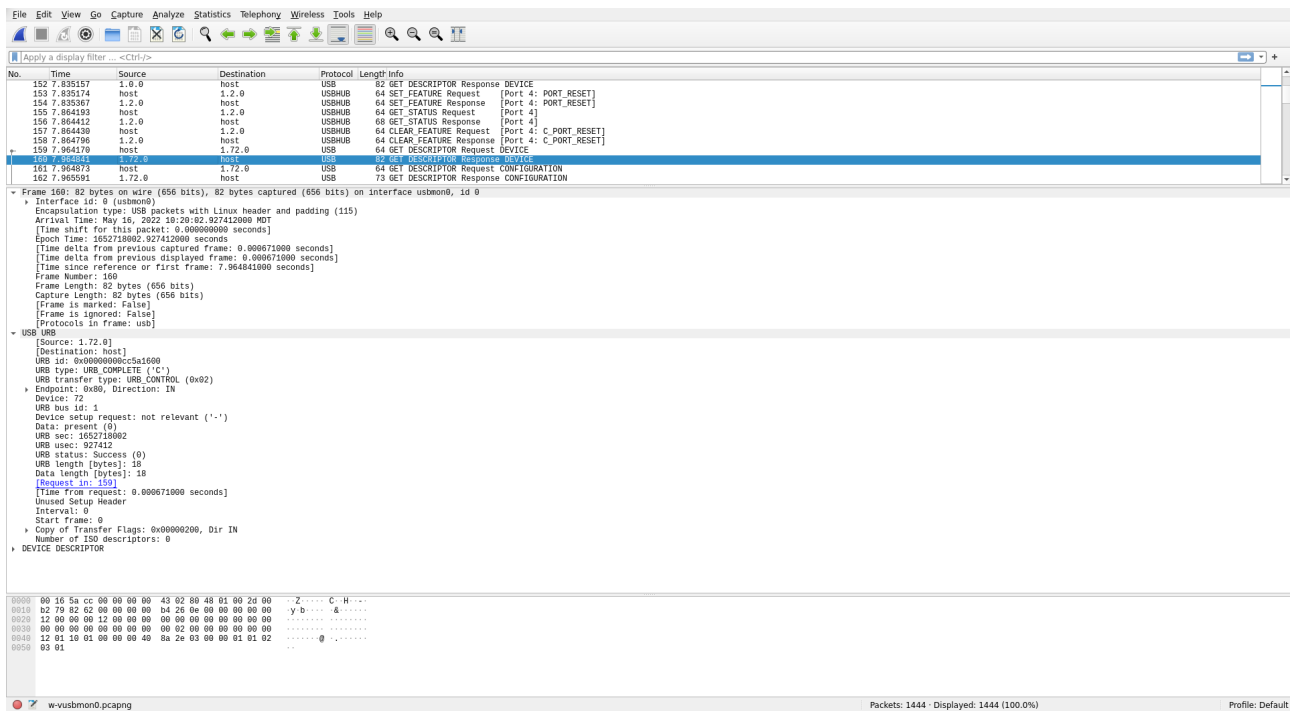 File Edit View Go Capture Analyze Statistics Telephony Wireless Tools Help
Apply a display filter ... <Ctrl-/>
No. Time Source Destination Protocol Length Info
152 7.835157 1.0.0 host USB 82 GET DESCRIPTOR Response DEVICE
153 7.835174 host 1.2.0 USBHUB 64 SET_FEATURE Request [Port 4: PORT_RESET]
154 7.835367 1.2.0 host USBHUB 64 SET_FEATURE Response [Port 4: PORT_RESET]
155 7.864193 host 1.2.0 USBHUB 64 GET_STATUS Request [Port 4]
156 7.864412 1.2.0 host USBHUB 68 GET_STATUS Response [Port 4]
157 7.864430 host 1.2.0 USBHUB 64 CLEAR_FEATURE Request [Port 4: C_PORT_RESET]
158 7.864796 1.2.0 host USBHUB 64 CLEAR_FEATURE Response [Port 4: C_PORT_RESET]
159 7.964170 host 1.72.0 USB 64 GET DESCRIPTOR Request DEVICE
160 7.964841 1.72.0 host USB 82 GET DESCRIPTOR Response DEVICE
161 7.964873 host 1.72.0 USB 64 GET DESCRIPTOR Request CONFIGURATION
162 7.965591 1.72.0 host USB 73 GET DESCRIPTOR Response CONFIGURATION
Frame 160: 82 bytes on wire (656 bits), 82 bytes captured (656 bits) on interface usbmon0, id 0
Interface id: 0 (usbmon0)
Encapsulation type: USB packets with Linux header and padding (115)
Arrival Time: May 16, 2022 10:20:02.927412000 MDT
[Time shift for this packet: 0.000000000 seconds]
Epoch Time: 1652718002.927412000 seconds
[Time delta from previous captured frame: 0.000671000 seconds]
[Time delta from previous displayed frame: 0.000671000 seconds]
[Time since reference or first frame: 7.964841000 seconds]
Frame Number: 160
Frame Length: 82 bytes (656 bits)
Capture Length: 82 bytes (656 bits)
[Frame is marked: False]
[Frame is ignored: False]
[Protocols in frame: usb]
USB URB
[Source: 1.72.0]
[Destination: host]
URB id: 0x00000000cc5a1600
URB type: URB_COMPLETE ('C')
URB transfer type: URB_CONTROL (0x02)
Endpoint: 0x80, Direction: IN
Device: 72
URB bus id: 1
Device setup request: not relevant ('-')
Data: present (0)
URB sec: 1652718002
URB usec: 927412
URB status: Success (0)
URB length [bytes]: 18
Data length [bytes]: 18
[Request in: 159]
[Time from request: 0.000671000 seconds]
Unused Setup Header
Interval: 0
Start frame: 0
Copy of Transfer Flags: 0x00000200, Dir IN
Number of ISO descriptors: 0
DEVICE DESCRIPTOR
0000 00 16 5a cc 00 00 00 00 43 02 80 48 01 00 2d 00 ··Z·····C··H··-·
0010 b2 79 82 62 00 00 00 00 b4 26 0e 00 00 00 00 00 ·y·b·····&······
0020 12 00 00 00 12 00 00 00 00 00 00 00 00 00 00 00 ················
0030 00 00 00 00 00 00 00 00 00 02 00 00 00 00 00 00 ················
0040 12 01 10 01 00 00 00 40 8a 2e 03 00 00 01 01 02 ·······@·.······
0050 03 01 ··
w-vusbmon0.pcapng Packets: 1444 · Displayed: 1444 (100.0%) Profile: Default